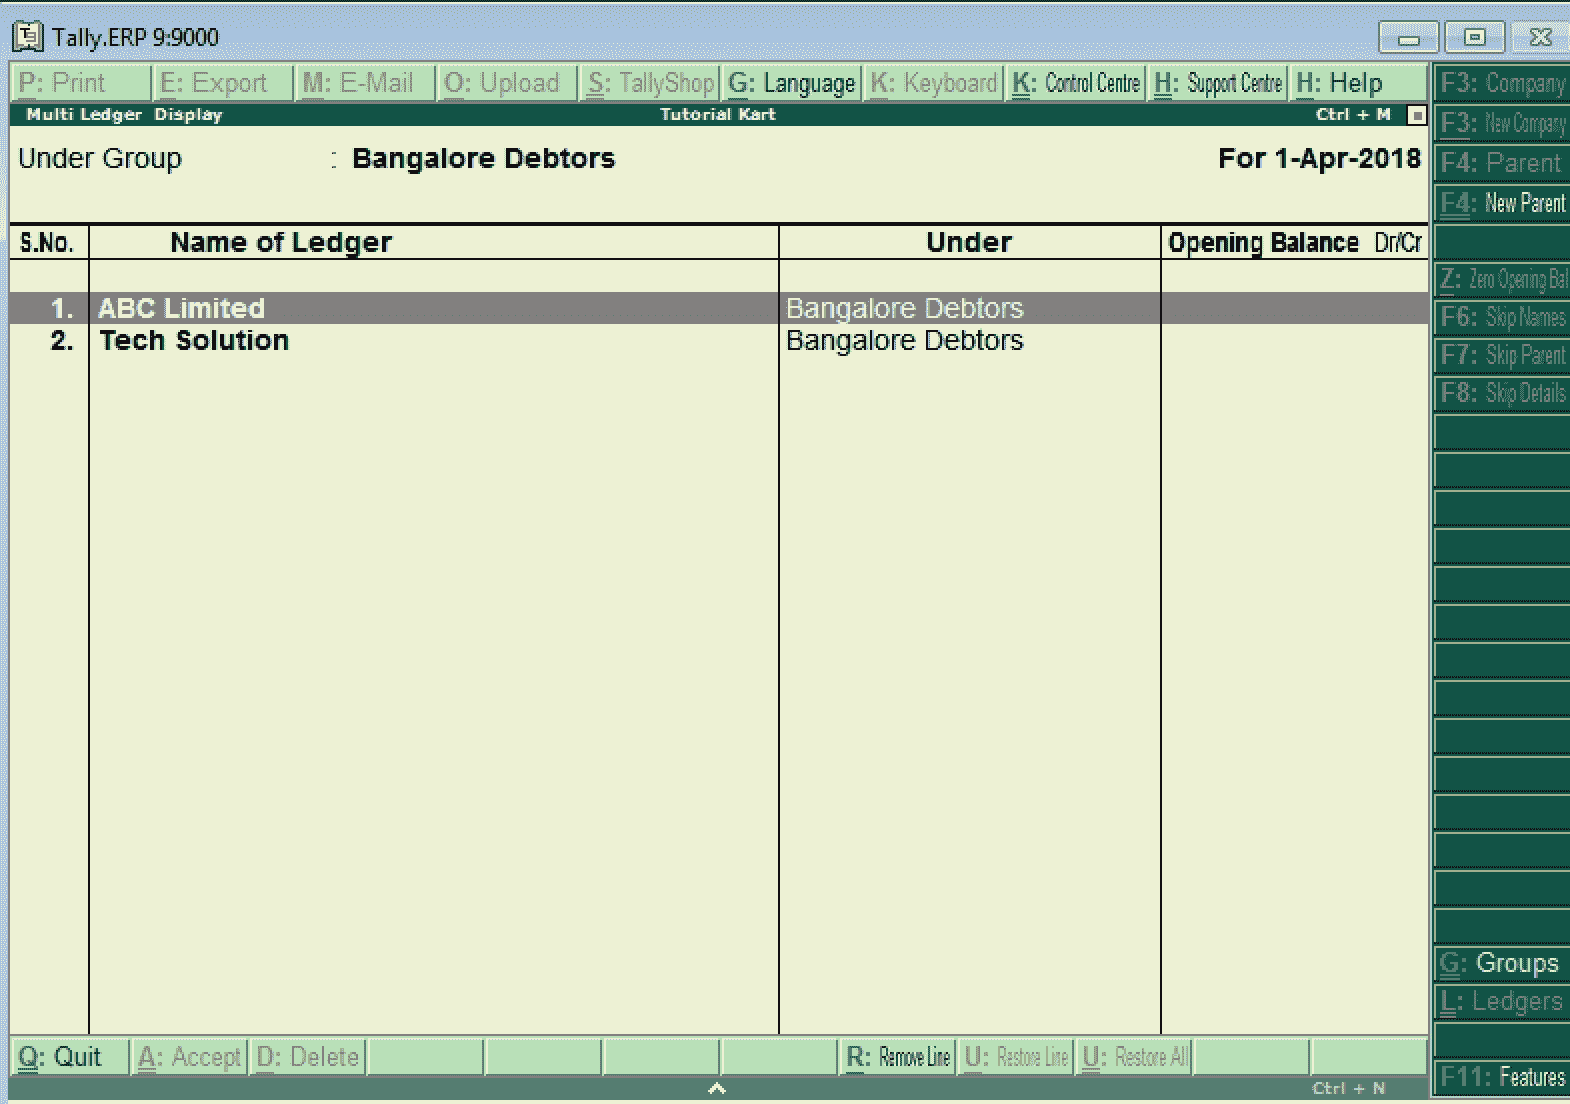 Tally.ERP 9:9000
P: Print E: Export M: E-Mail O: Upload S: TallyShop G: Language K: Keyboard K: Control Centre H: Support Centre H: Help
Multi Ledger Display Tutorial Kart Ctrl + M
Under Group : Bangalore Debtors For 1-Apr-2018
S.No. Name of Ledger Under Opening Balance Dr/Cr
1. ABC Limited Bangalore Debtors
2. Tech Solution Bangalore Debtors
F3: Company
F3: New Company
F4: Parent
F4: New Parent
Z: Zero Opening Bal
F6: Skip Names
F7: Skip Parent
F8: Skip Details
G: Groups
L: Ledgers
F11: Features
Q: Quit A: Accept D: Delete R: Remove Line U: Restore Line U: Restore All
Ctrl + N